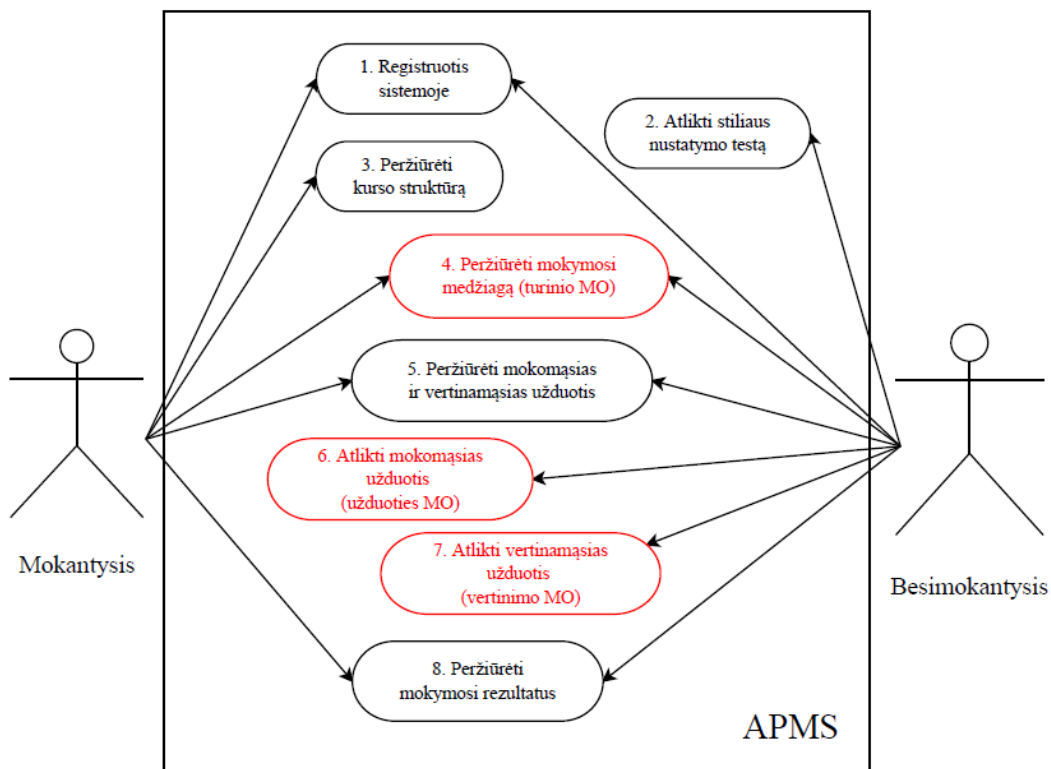 1. Registruotis
sistemoje
2. Atlikti stiliaus
nustatymo testą
3. Peržiūrėti
kurso struktūrą
4. Peržiūrėti mokymosi
medžiagą (turinio MO)
5. Peržiūrėti mokomąsias
ir vertinamąsias užduotis
6. Atlikti mokomąsias
užduotis
(užduoties MO)
7. Atlikti vertinamąsias
užduotis
(vertinimo MO)
8. Peržiūrėti
mokymosi rezultatus
Mokantysis
Besimokantysis
APMS